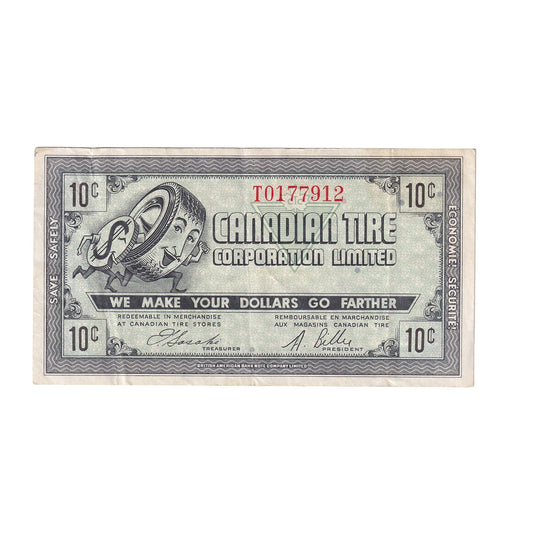 10¢
T0177912
10¢
CANADIAN TIRE
CORPORATION LIMITED
WE MAKE YOUR DOLLARS GO FARTHER
REDEEMABLE IN MERCHANDISE
AT CANADIAN TIRE STORES
REMBOURSABLE EN MARCHANDISE
AUX MAGASINS CANADIAN TIRE
10¢
TREASURER
A. Billes
PRESIDENT
10¢
BRITISH AMERICAN BANK NOTE COMPANY LIMITED
SAVE SAFELY
ECONOMIE! SÉCURITÉ!
$